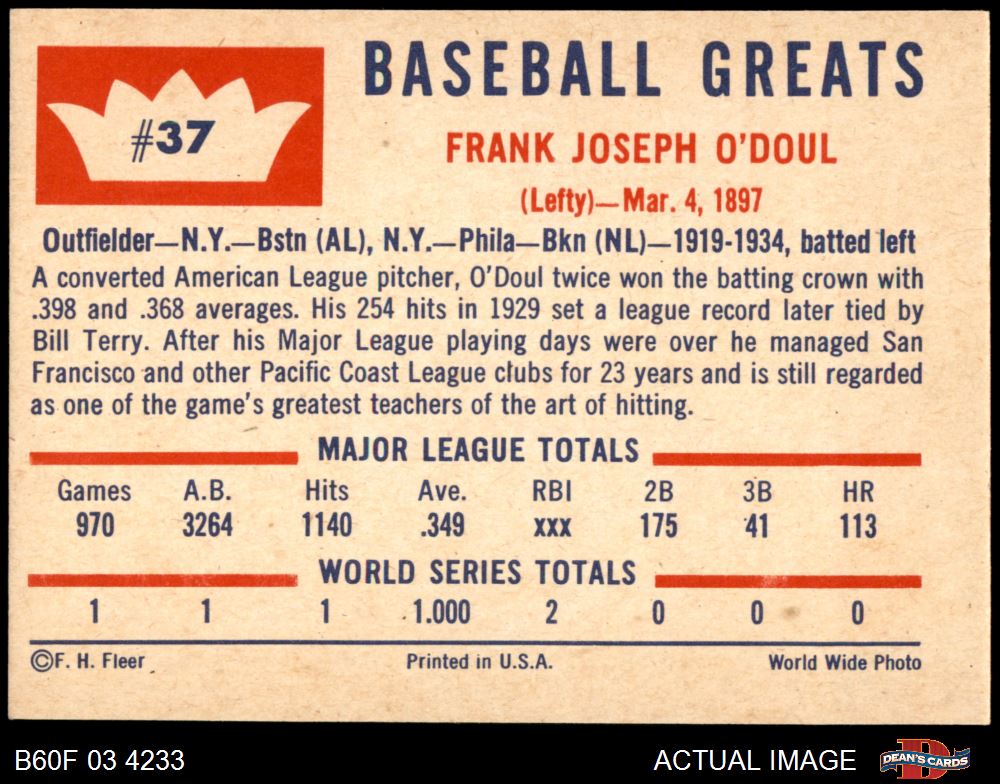 #37
BASEBALL GREATS
FRANK JOSEPH O'DOUL
(Lefty)—Mar. 4, 1897
Outfielder—N.Y.—Bstn (AL), N.Y.—Phila—Bkn (NL)—1919-1934, batted left
A converted American League pitcher, O'Doul twice won the batting crown with
.398 and .368 averages. His 254 hits in 1929 set a league record later tied by
Bill Terry. After his Major League playing days were over he managed San
Francisco and other Pacific Coast League clubs for 23 years and is still regarded
as one of the game's greatest teachers of the art of hitting.
MAJOR LEAGUE TOTALS
Games A.B. Hits Ave. RBI 2B 3B HR
970 3264 1140 .349 xxx 175 41 113
WORLD SERIES TOTALS
1 1 1 1.000 2 0 0 0
©F. H. Fleer Printed in U.S.A. World Wide Photo
B60F 03 4233 ACTUAL IMAGE DEAN'S CARDS